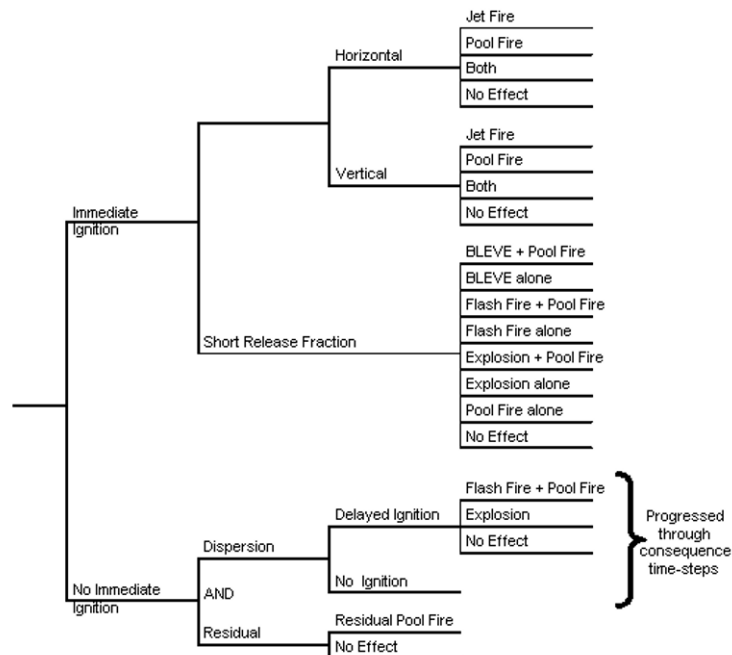 Jet Fire
Pool Fire
Horizontal
Both
No Effect
Jet Fire
Pool Fire
Vertical
Both
No Effect
Immediate
Ignition
BLEVE + Pool Fire
BLEVE alone
Flash Fire + Pool Fire
Flash Fire alone
Short Release Fraction
Explosion + Pool Fire
Explosion alone
Pool Fire alone
No Effect
Flash Fire + Pool Fire
Delayed Ignition
Explosion
No Effect
Progressed
through
consequence
time-steps
Dispersion
No Ignition
No Immediate
Ignition
AND
Residual
Residual Pool Fire
No Effect